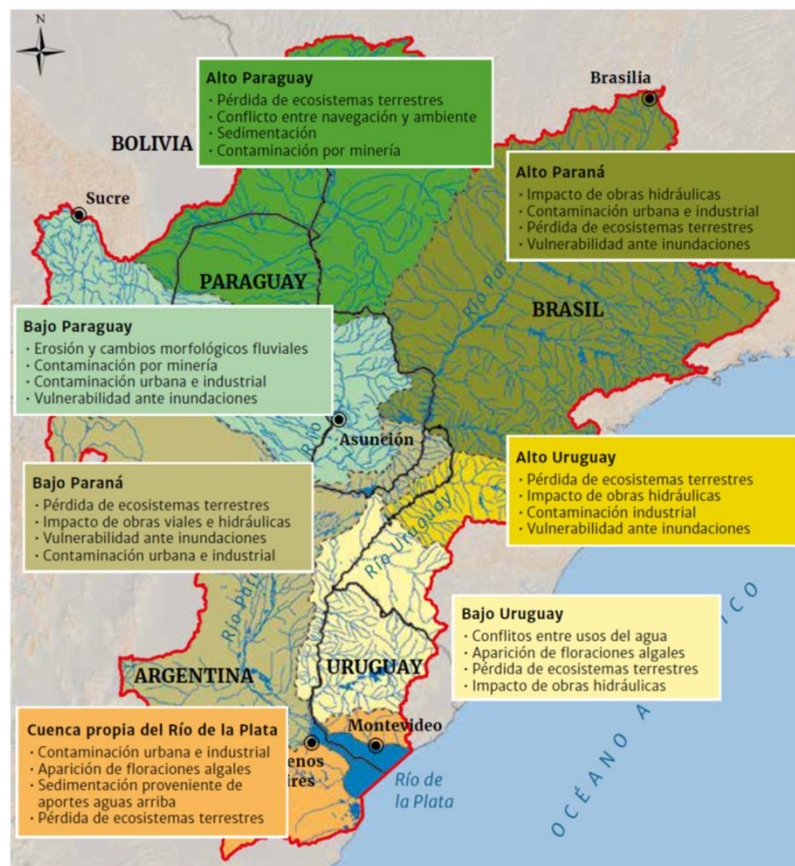 N
Alto Paraguay
· Pérdida de ecosistemas terrestres
· Conflicto entre navegación y ambiente
· Sedimentación
· Contaminación por minería
Brasilia
BOLIVIA
Sucre
Alto Paraná
· Impacto de obras hidráulicas
· Contaminación urbana e industrial
· Pérdida de ecosistemas terrestres
· Vulnerabilidad ante inundaciones
PARAGUAY
BRASIL
Bajo Paraguay
· Erosión y cambios morfológicos fluviales
· Contaminación por minería
· Contaminación urbana e industrial
· Vulnerabilidad ante inundaciones
Río
Asunción
Alto Uruguay
· Pérdida de ecosistemas terrestres
· Impacto de obras hidráulicas
· Contaminación industrial
· Vulnerabilidad ante inundaciones
Bajo Paraná
· Pérdida de ecosistemas terrestres
· Impacto de obras viales e hidráulicas
· Vulnerabilidad ante inundaciones
· Contaminación urbana e industrial
Río Uruguay
Bajo Uruguay
· Conflitos entre usos del agua
· Aparición de floraciones algales
· Pérdida de ecosistemas terrestres
· Impacto de obras hidráulicas
ARGENTINA
URUGUAY
Cuenca propia del Río de la Plata
· Contaminación urbana e industrial
· Aparición de floraciones algales
· Sedimentación proveniente de
aportes aguas arriba
· Pérdida de ecosistemas terrestres
Montevideo
Río de
la Plata
OCÉANO